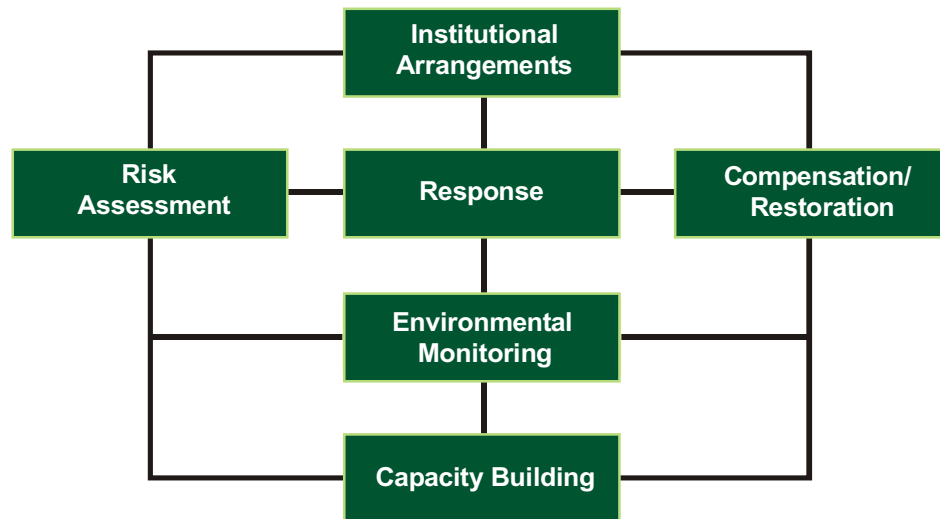 Institutional
Arrangements
Risk
Assessment
Response
Compensation/
Restoration
Environmental
Monitoring
Capacity Building